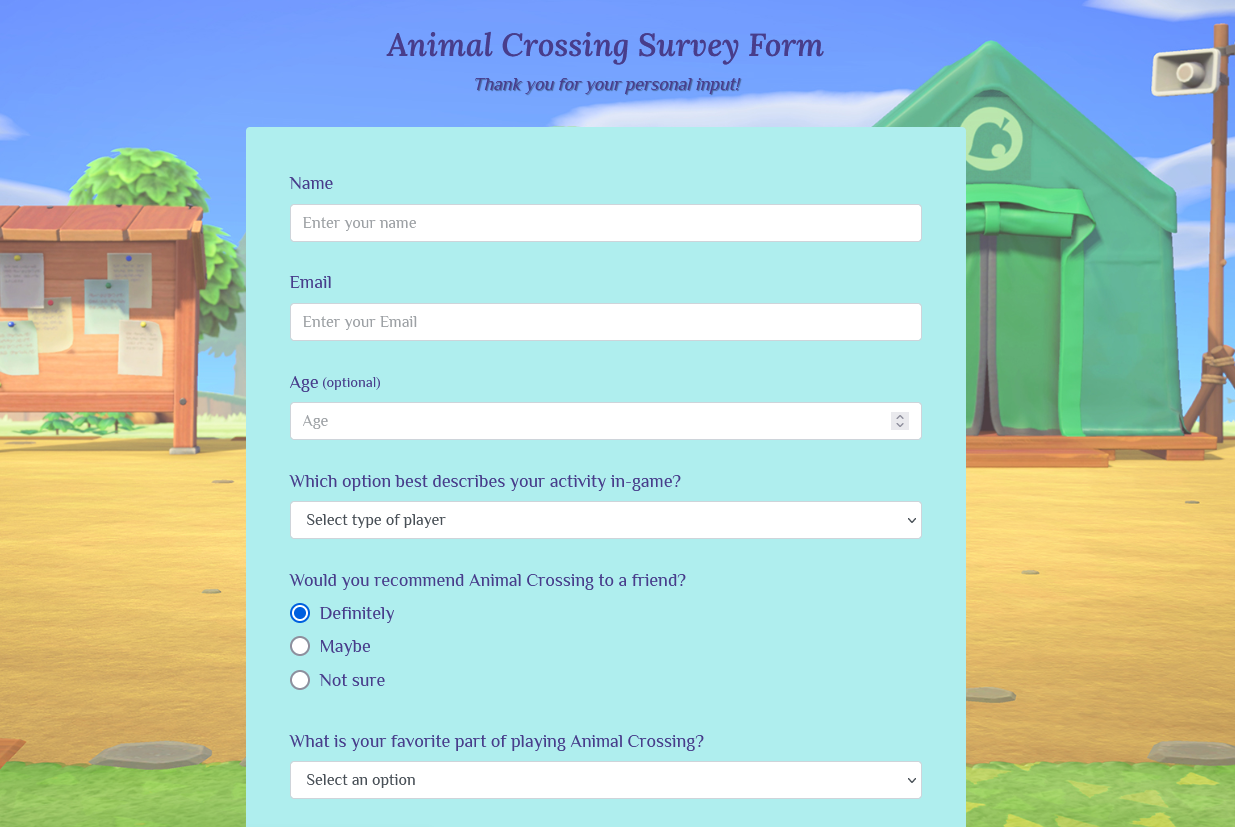 Animal Crossing Survey Form
Thank you for your personal input!
Name
Enter your name
Email
Enter your Email
Age (optional)
Age
Which option best describes your activity in-game?
Select type of player
Would you recommend Animal Crossing to a friend?
Definitely
Maybe
Not sure
What is your favorite part of playing Animal Crossing?
Select an option